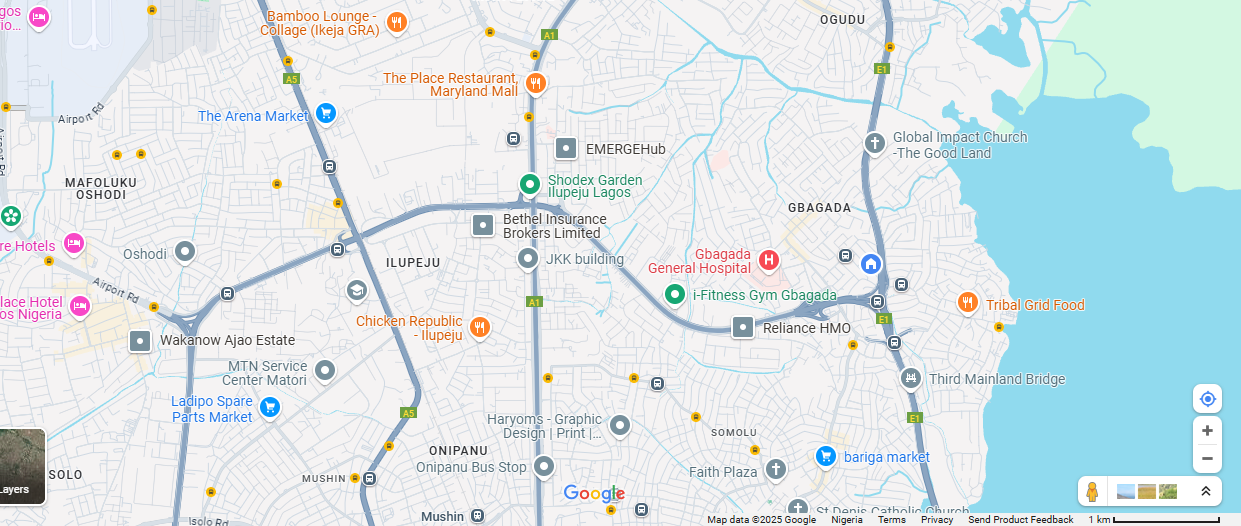 gos
io...
Bamboo Lounge -
Collage (Ikeja GRA)
A1
OGUDU
E1
A5
The Place Restaurant,
Maryland Mall
Airport Rd
The Arena Market
EMERGEHub
Global Impact Church
-The Good Land
Airport Rd
MAFOLUKU
OSHODI
Shodex Garden
Ilupeju Lagos
GBAGADA
Bethel Insurance
Brokers Limited
re Hotels
Oshodi
ILUPEJU
JKK building
Gbagada
General Hospital
Airport Rd
i-Fitness Gym Gbagada
lace Hotel
os Nigeria
A1
Tribal Grid Food
E1
Chicken Republic
- Ilupeju
Reliance HMO
Wakanow Ajao Estate
MTN Service
Center Matori
Third Mainland Bridge
Ladipo Spare
Parts Market
A5
E1
Haryoms - Graphic
Design | Print |...
SOMOLU
ONIPANU
Onipanu Bus Stop
bariga market
Faith Plaza
SOLO
MUSHIN
Layers
Google
St Denis Catholic Church
Mushin
Isolo Rd
Map data ©2025 Google
Nigeria
Terms
Privacy
Send Product Feedback
1 km